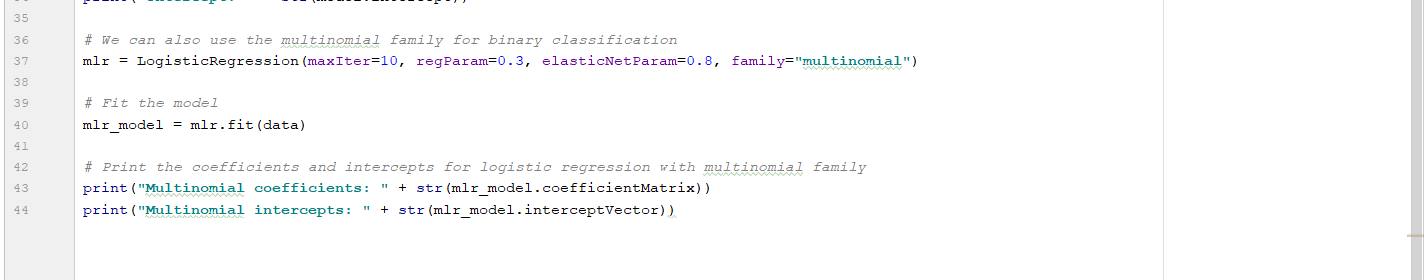 35
36 # We can also use the multinomial family for binary classification
37 mlr = LogisticRegression(maxIter=10, regParam=0.3, elasticNetParam=0.8, family="multinomial")
38
39 # Fit the model
40 mlr_model = mlr.fit(data)
41
42 # Print the coefficients and intercepts for logistic regression with multinomial family
43 print("Multinomial coefficients: " + str(mlr_model.coefficientMatrix))
44 print("Multinomial intercepts: " + str(mlr_model.interceptVector))